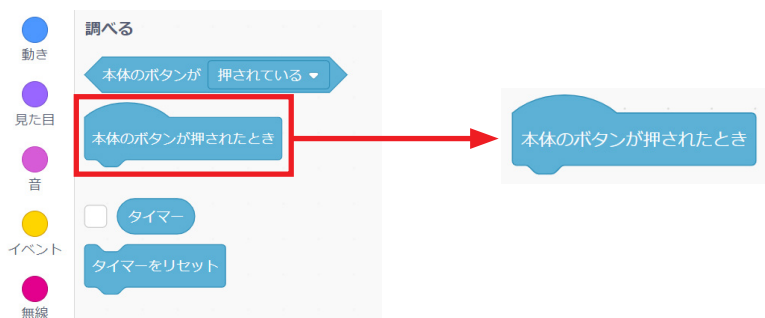 調べる
動き
本体のボタンが 押されている
見た目
本体のボタンが押されたとき
本体のボタンが押されたとき
音
タイマー
イベント
タイマーをリセット
無線